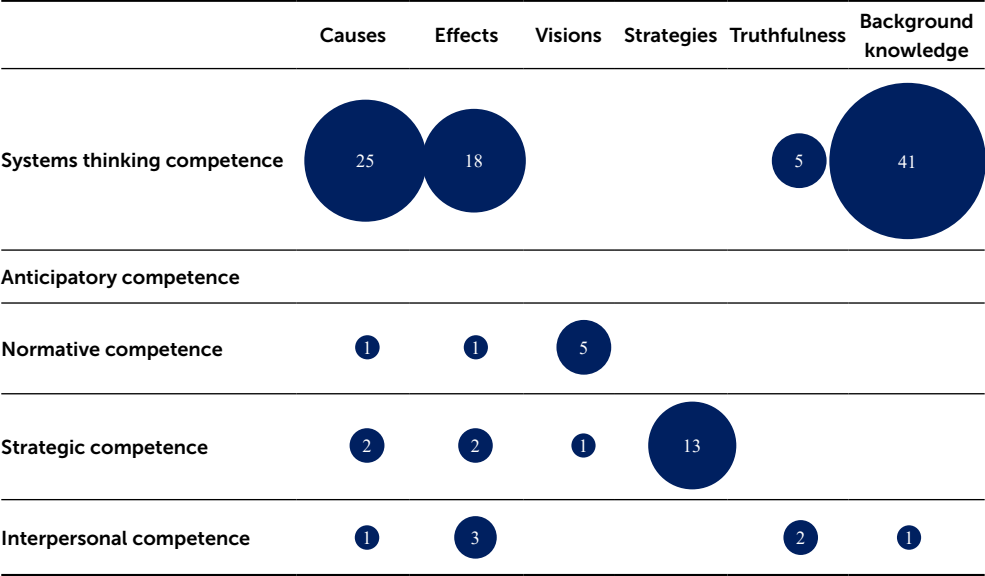 Causes Effects Visions Strategies Truthfulness Background knowledge
Systems thinking competence 25 18 5 41
Anticipatory competence
Normative competence 1 1 5
Strategic competence 2 2 1 13
Interpersonal competence 1 3 2 1